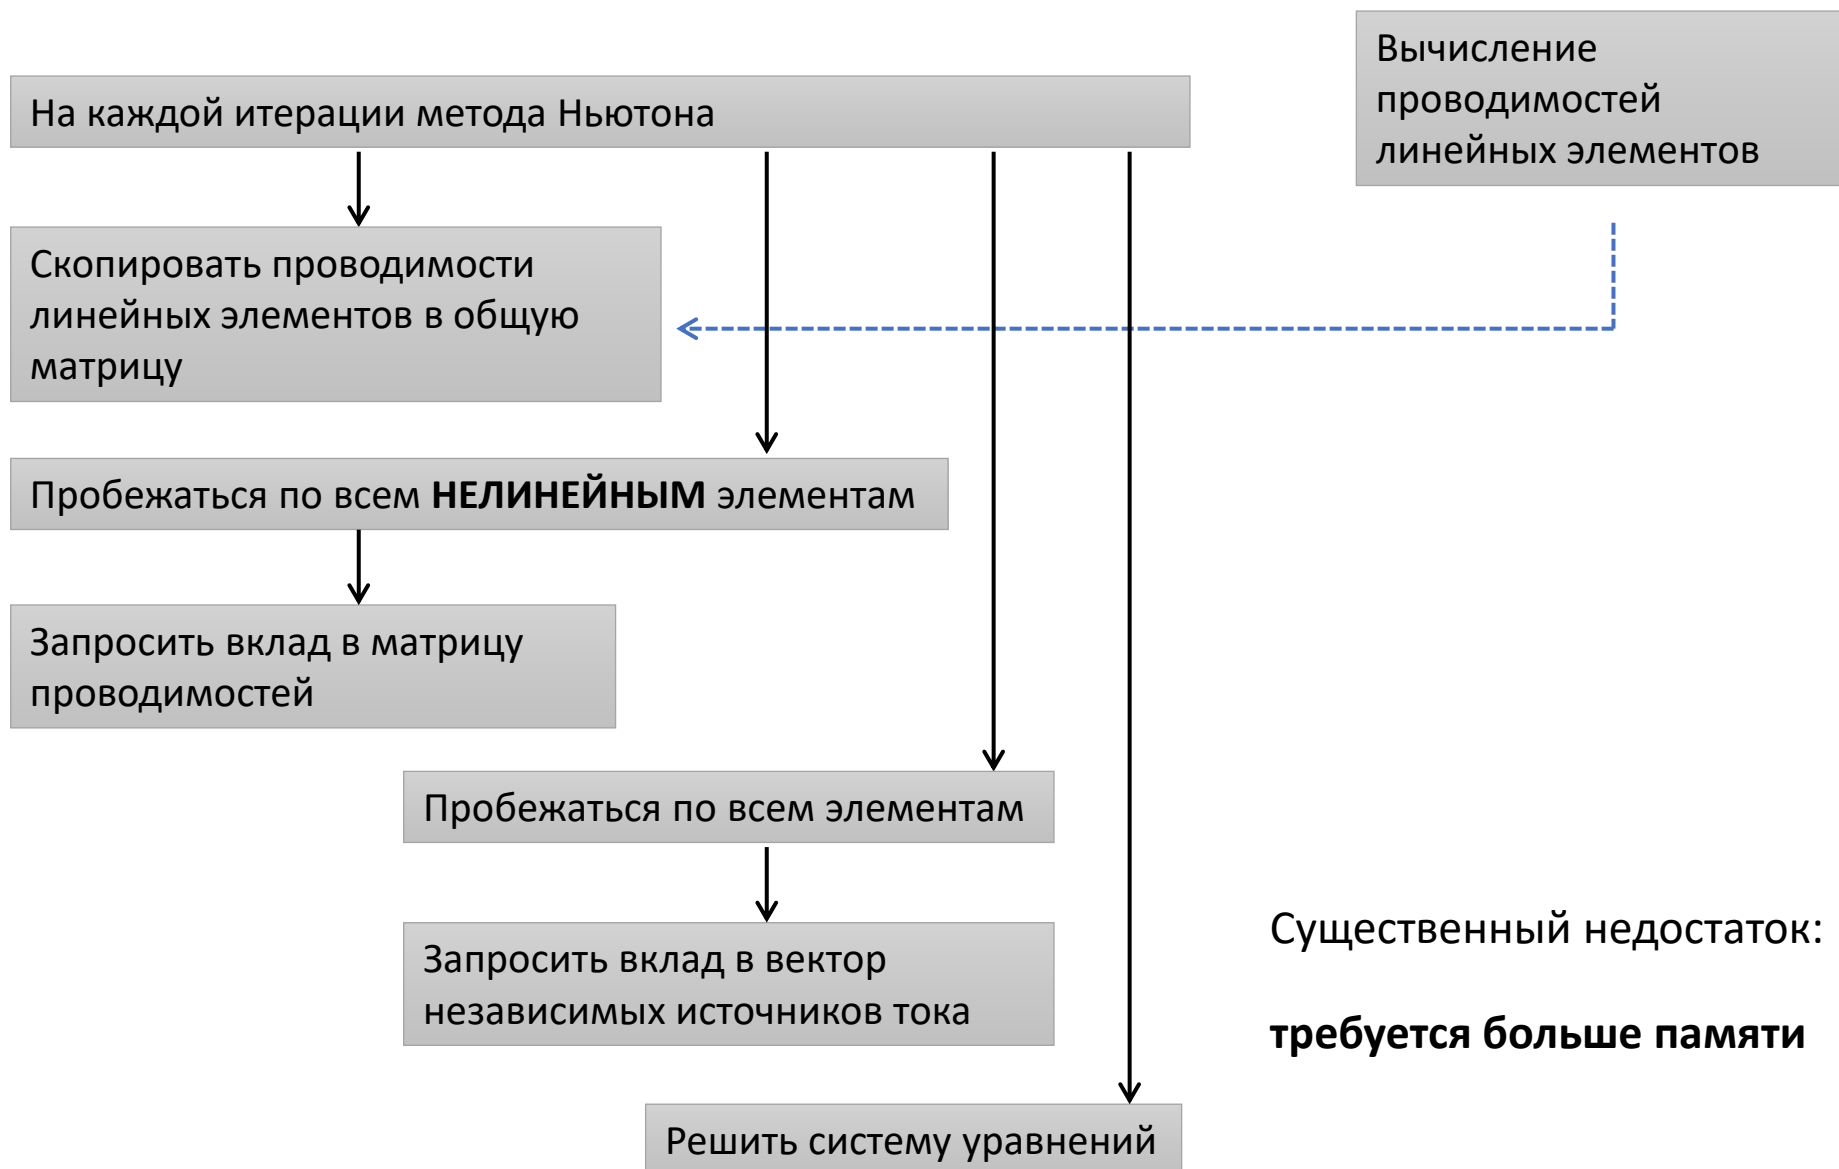 На каждой итерации метода Ньютона
Вычисление
проводимостей
линейных элементов
Скопировать проводимости
линейных элементов в общую
матрицу
Пробежаться по всем НЕЛИНЕЙНЫМ элементам
Запросить вклад в матрицу
проводимостей
Пробежаться по всем элементам
Запросить вклад в вектор
независимых источников тока
Существенный недостаток:
требуется больше памяти
Решить систему уравнений